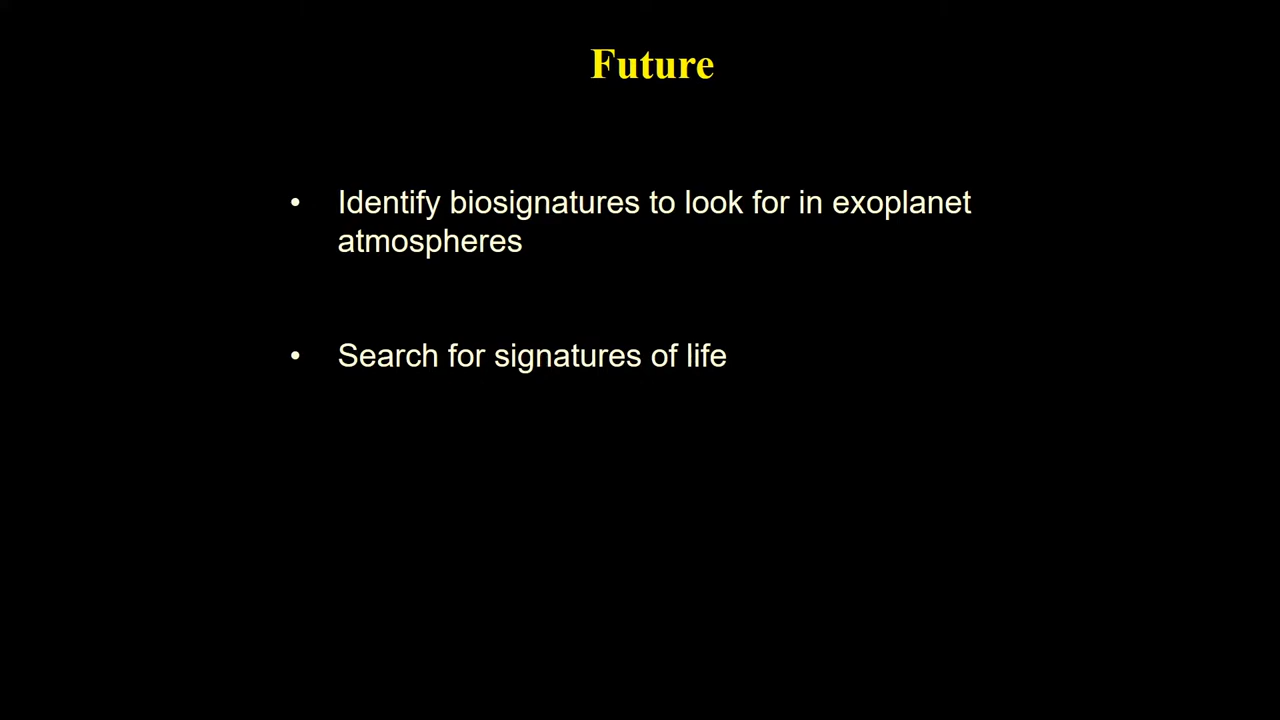 Future
• Identify biosignatures to look for in exoplanet
atmospheres
• Search for signatures of life